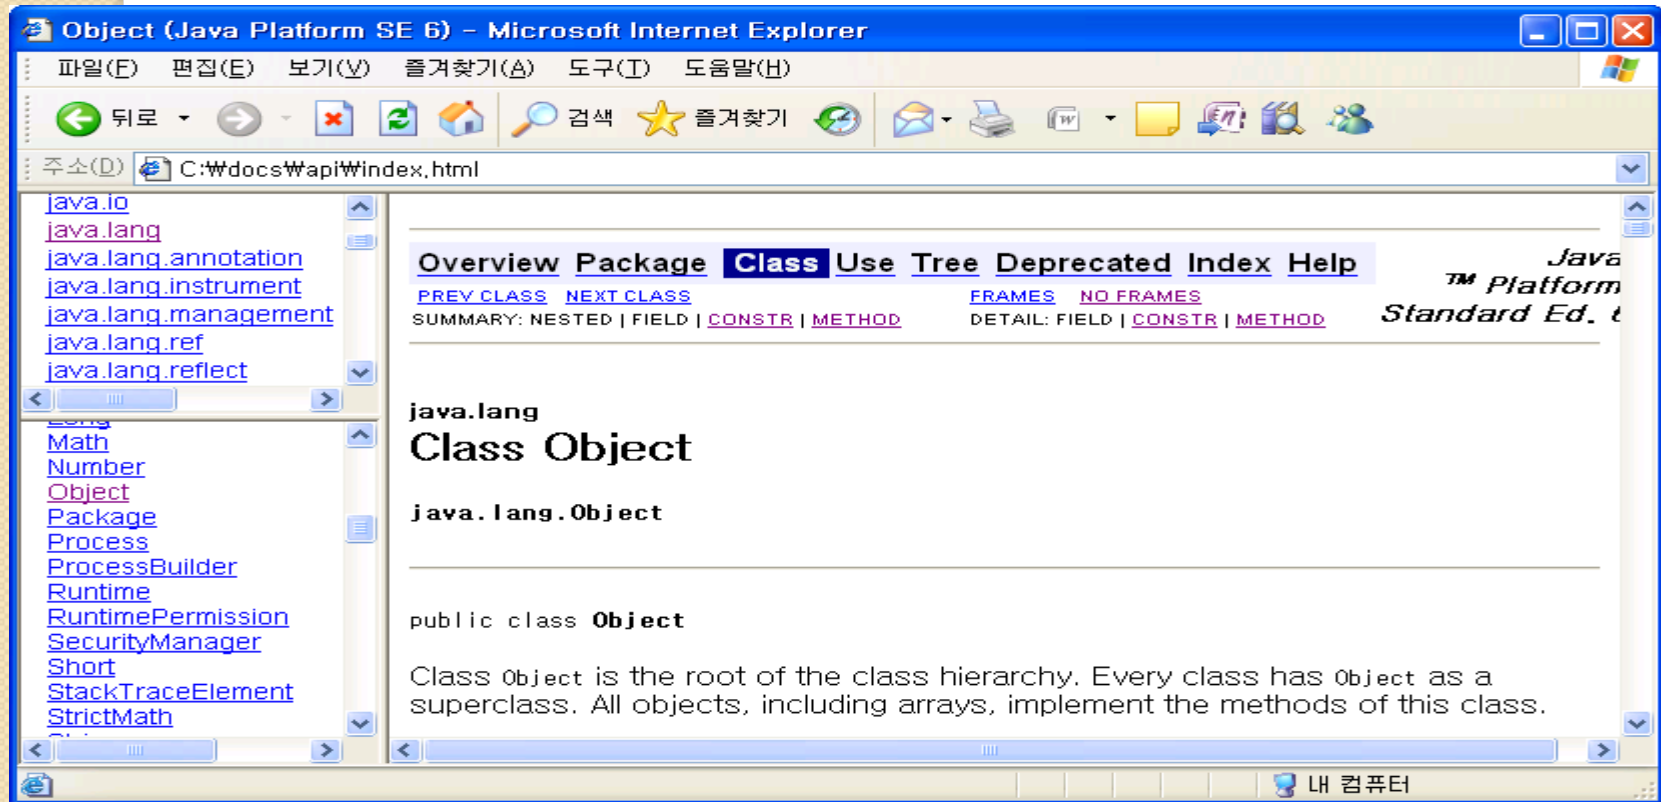 Object (Java Platform SE 6) - Microsoft Internet Explorer
파일(F) 편집(E) 보기(V) 즐겨찾기(A) 도구(T) 도움말(H)
뒤로 검색 즐겨찾기
주소(D) C:₩docs₩api₩index.html
java.io
java.lang
java.lang.annotation
java.lang.instrument
java.lang.management
java.lang.ref
java.lang.reflect
Long
Math
Number
Object
Package
Process
ProcessBuilder
Runtime
RuntimePermission
SecurityManager
Short
StackTraceElement
StrictMath
Overview Package Class Use Tree Deprecated Index Help
Java
™ Platform
Standard Ed. 6
PREV CLASS NEXT CLASS FRAMES NO FRAMES
SUMMARY: NESTED | FIELD | CONSTR | METHOD DETAIL: FIELD | CONSTR | METHOD
java.lang
Class Object
java.lang.Object
public class Object
Class Object is the root of the class hierarchy. Every class has Object as a
superclass. All objects, including arrays, implement the methods of this class.
내 컴퓨터